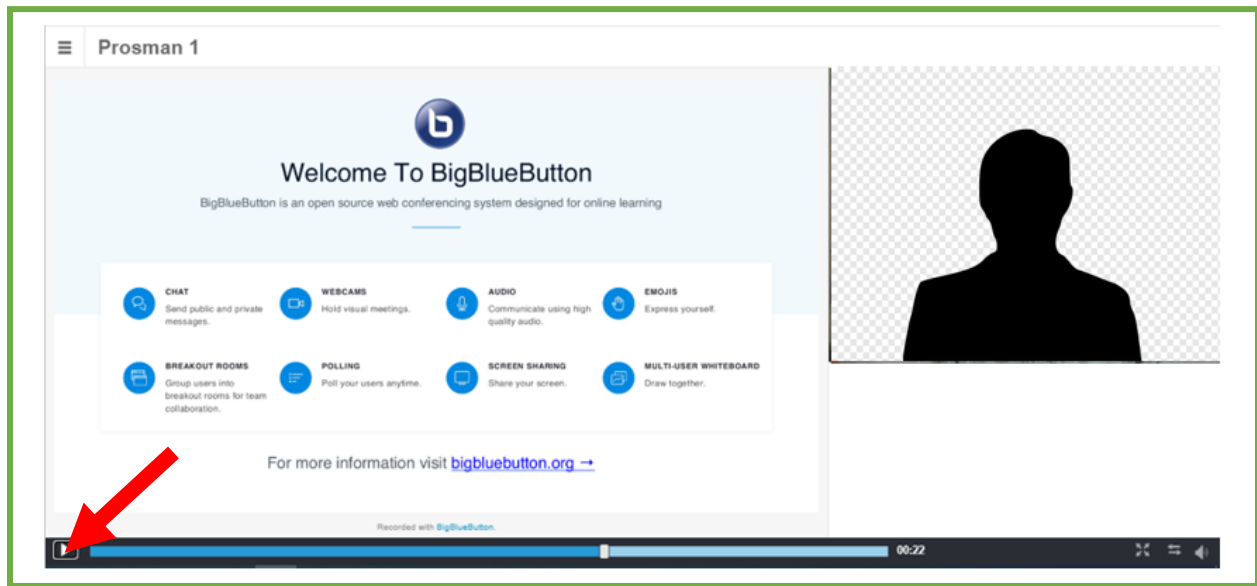 Prosman 1
Welcome To BigBlueButton
BigBlueButton is an open source web conferencing system designed for online learning
CHAT
Send public and private
messages.
WEBCAMS
Hold visual meetings.
AUDIO
Communicate using high
quality audio.
EMOJIS
Express yourself.
BREAKOUT ROOMS
Group users into
breakout rooms for team
collaboration.
POLLING
Poll your users anytime.
SCREEN SHARING
Share your screen.
MULTI-USER WHITEBOARD
Draw together.
For more information visit bigbluebutton.org →
Recorded with BigBlueButton.
00:22